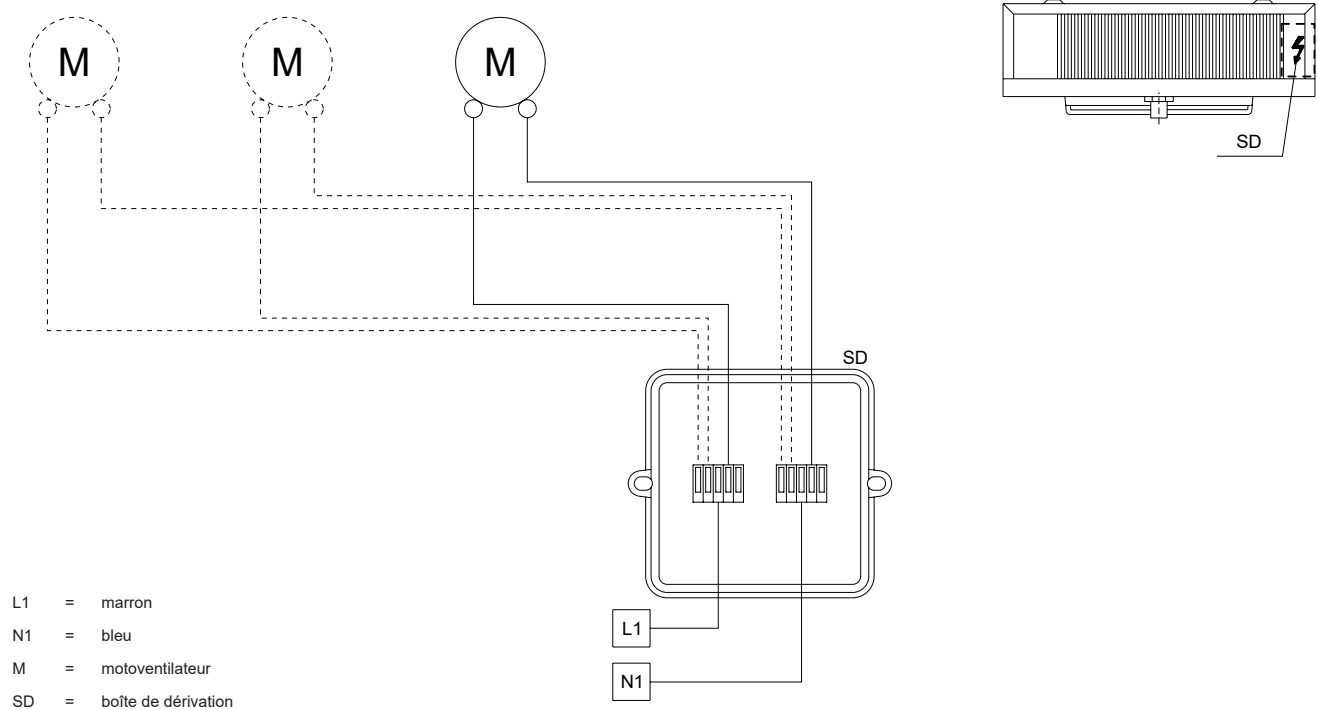 M
M
M
SD
SD
L1
N1
L1 = marron
N1 = bleu
M = motoventilateur
SD = boîte de dérivation